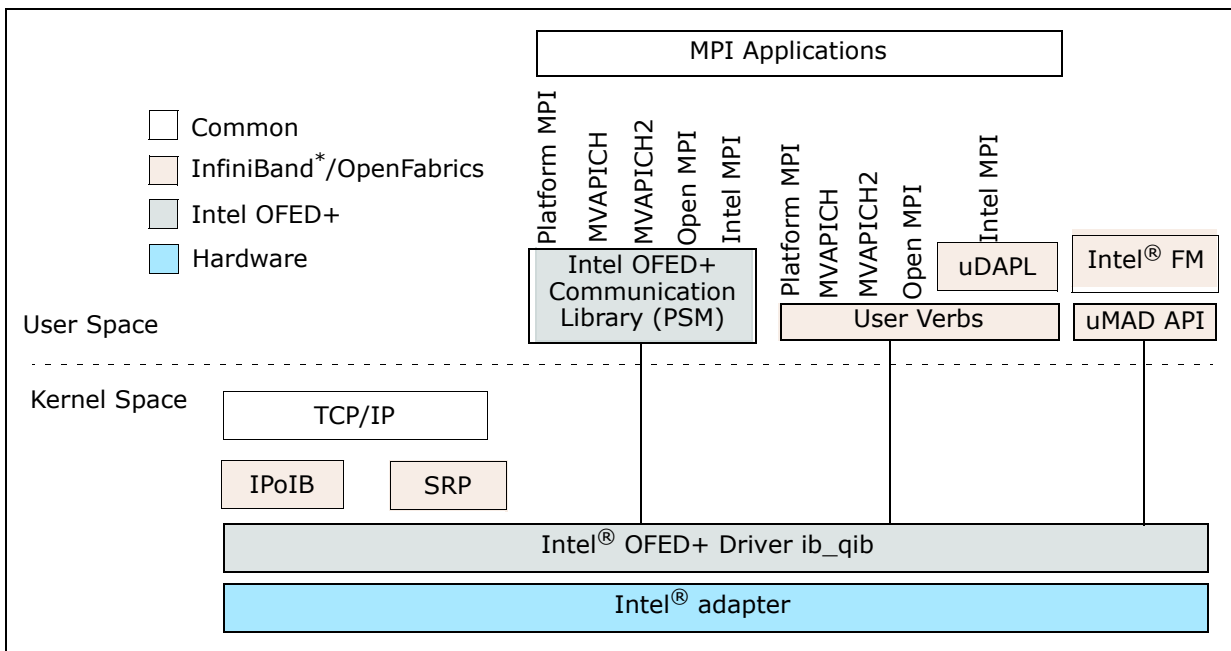 MPI Applications
Common
InfiniBand*/OpenFabrics
Intel OFED+
Hardware
Platform MPI
MVAPICH
MVAPICH2
Open MPI
Intel MPI
Platform MPI
MVAPICH
MVAPICH2
Open MPI
Intel MPI
Intel OFED+
Communication
Library (PSM)
uDAPL
Intel® FM
User Verbs
uMAD API
User Space
Kernel Space
TCP/IP
IPoIB
SRP
Intel® OFED+ Driver ib_qib
Intel® adapter